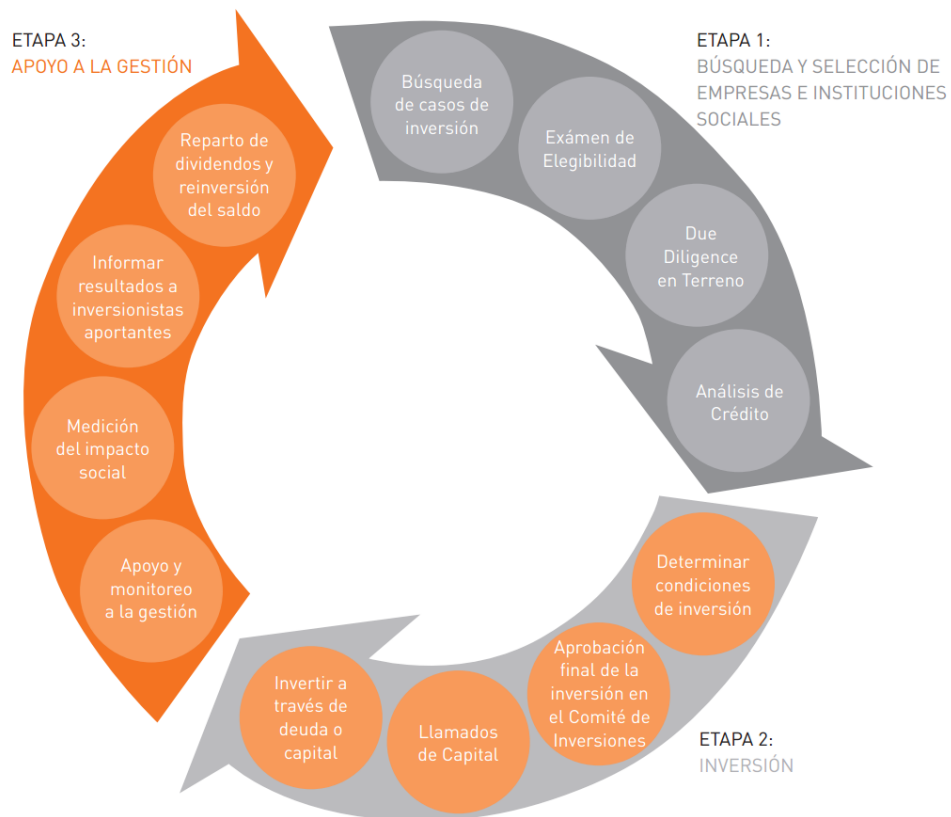 ETAPA 1:
BÚSQUEDA Y SELECCIÓN DE
EMPRESAS E INSTITUCIONES
SOCIALES
Búsqueda
de casos de
inversión
Exámen de
Elegibilidad
Due
Diligence
en Terreno
Análisis de
Crédito
ETAPA 2:
INVERSIÓN
Determinar
condiciones
de inversión
Aprobación
final de la
inversión en
el Comité de
Inversiones
Llamados
de Capital
Invertir a
través de
deuda o
capital
ETAPA 3:
APOYO A LA GESTIÓN
Apoyo y
monitoreo
a la gestión
Medición
del impacto
social
Informar
resultados a
inversionistas
aportantes
Reparto de
dividendos y
reinversión
del saldo